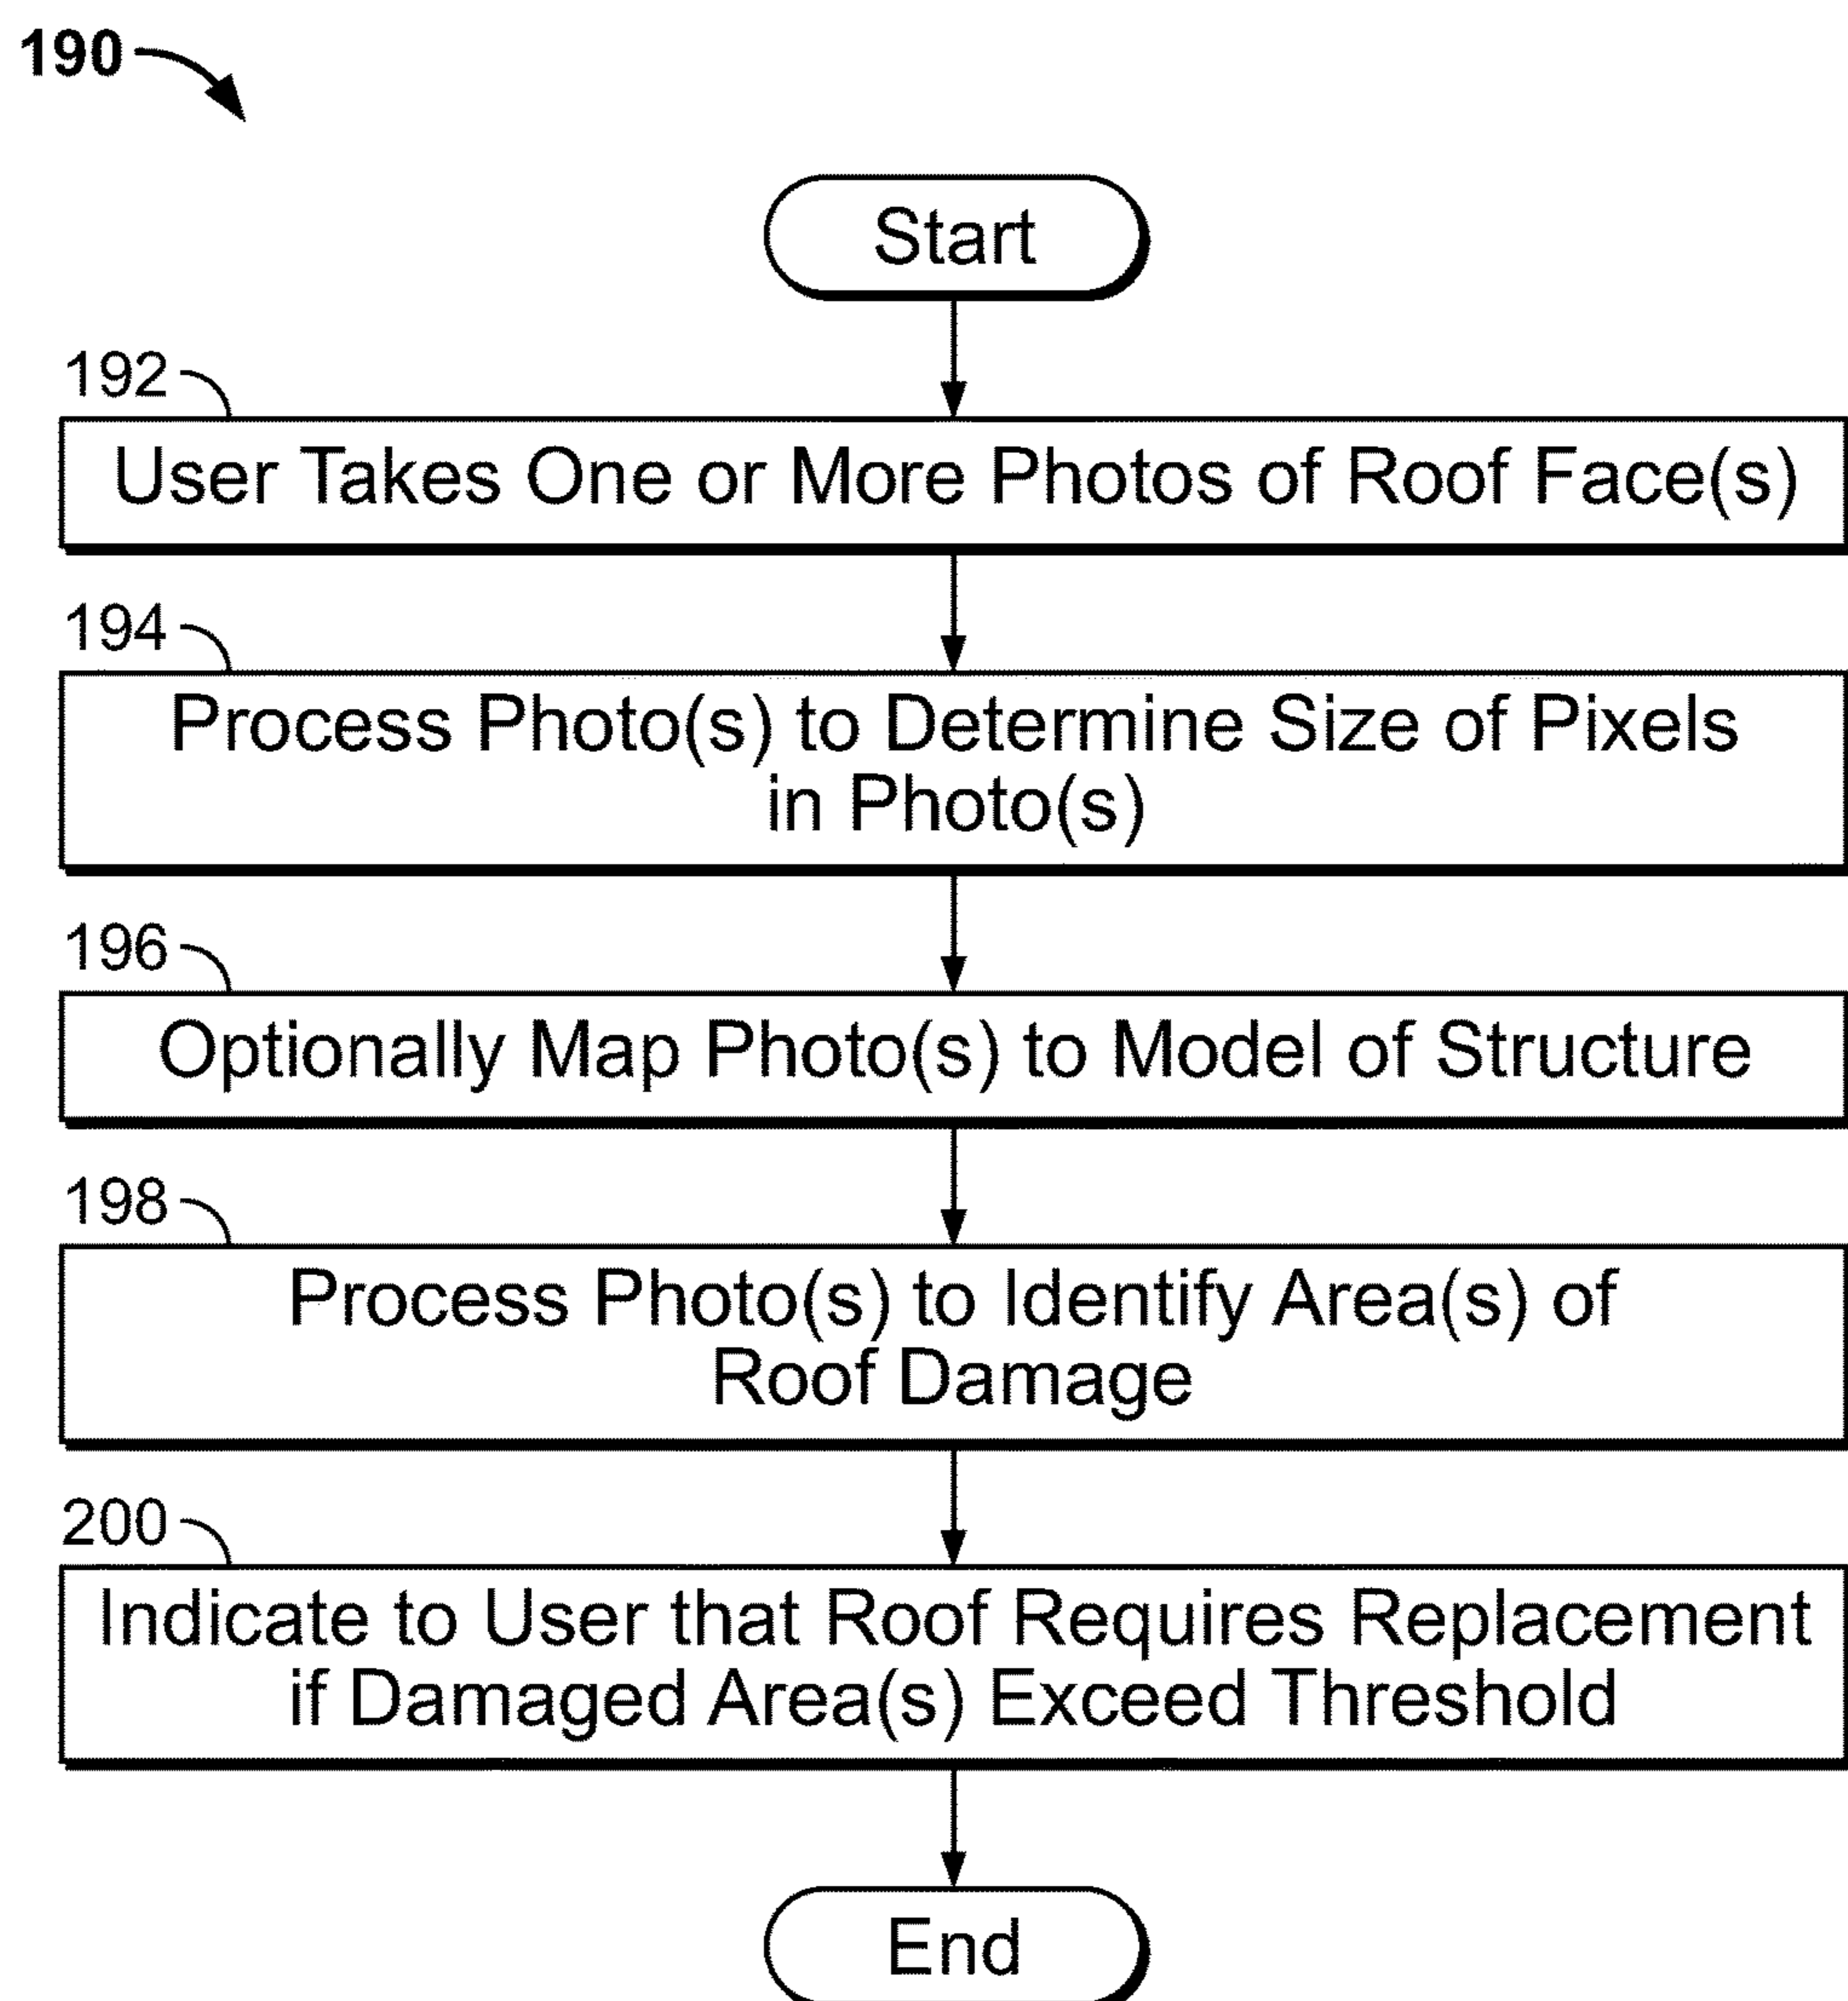 190
Start
192
User Takes One or More Photos of Roof Face(s)
194
Process Photo(s) to Determine Size of Pixels
in Photo(s)
196
Optionally Map Photo(s) to Model of Structure
198
Process Photo(s) to Identify Area(s) of
Roof Damage
200
Indicate to User that Roof Requires Replacement
if Damaged Area(s) Exceed Threshold
End